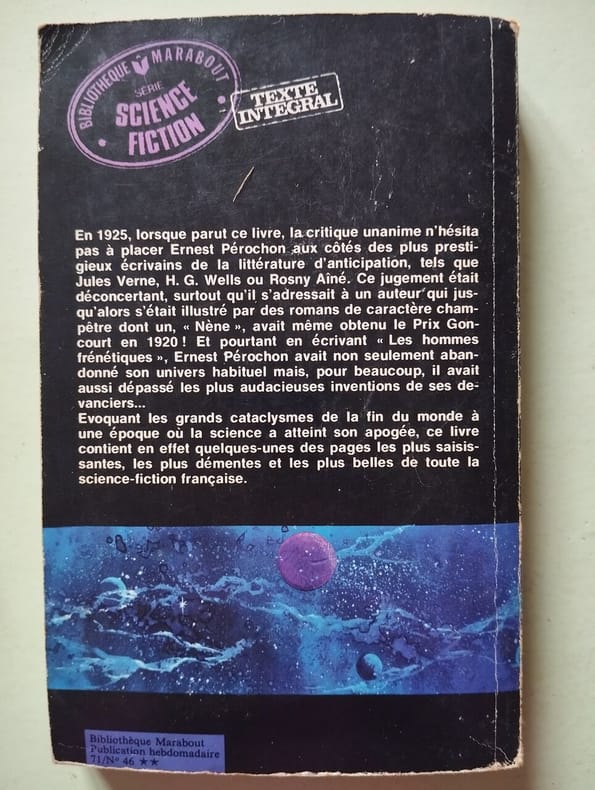 BIBLIOTHEQUE MARABOUT
SÉRIE
SCIENCE
FICTION
TEXTE
INTEGRAL
En 1925, lorsque parut ce livre, la critique unanime n'hésita
pas à placer Ernest Pérochon aux côtés des plus presti-
gieux écrivains de la littérature d'anticipation, tels que
Jules Verne, H. G. Wells ou Rosny Aîné. Ce jugement était
déconcertant, surtout qu'il s'adressait à un auteur qui jus-
qu'alors s'était illustré par des romans de caractère cham-
pêtre dont un, « Nène », avait même obtenu le Prix Gon-
court en 1920! Et pourtant en écrivant « Les hommes
frénétiques », Ernest Pérochon avait non seulement aban-
donné son univers habituel mais, pour beaucoup, il avait
aussi dépassé les plus audacieuses inventions de ses de-
vanciers...
Evoquant les grands cataclysmes de la fin du monde à
une époque où la science a atteint son apogée, ce livre
contient en effet quelques-unes des pages les plus saisis-
santes, les plus démentes et les plus belles de toute la
science-fiction française.
Bibliothèque Marabout
Publication hebdomadaire
71/N° 46 ★★